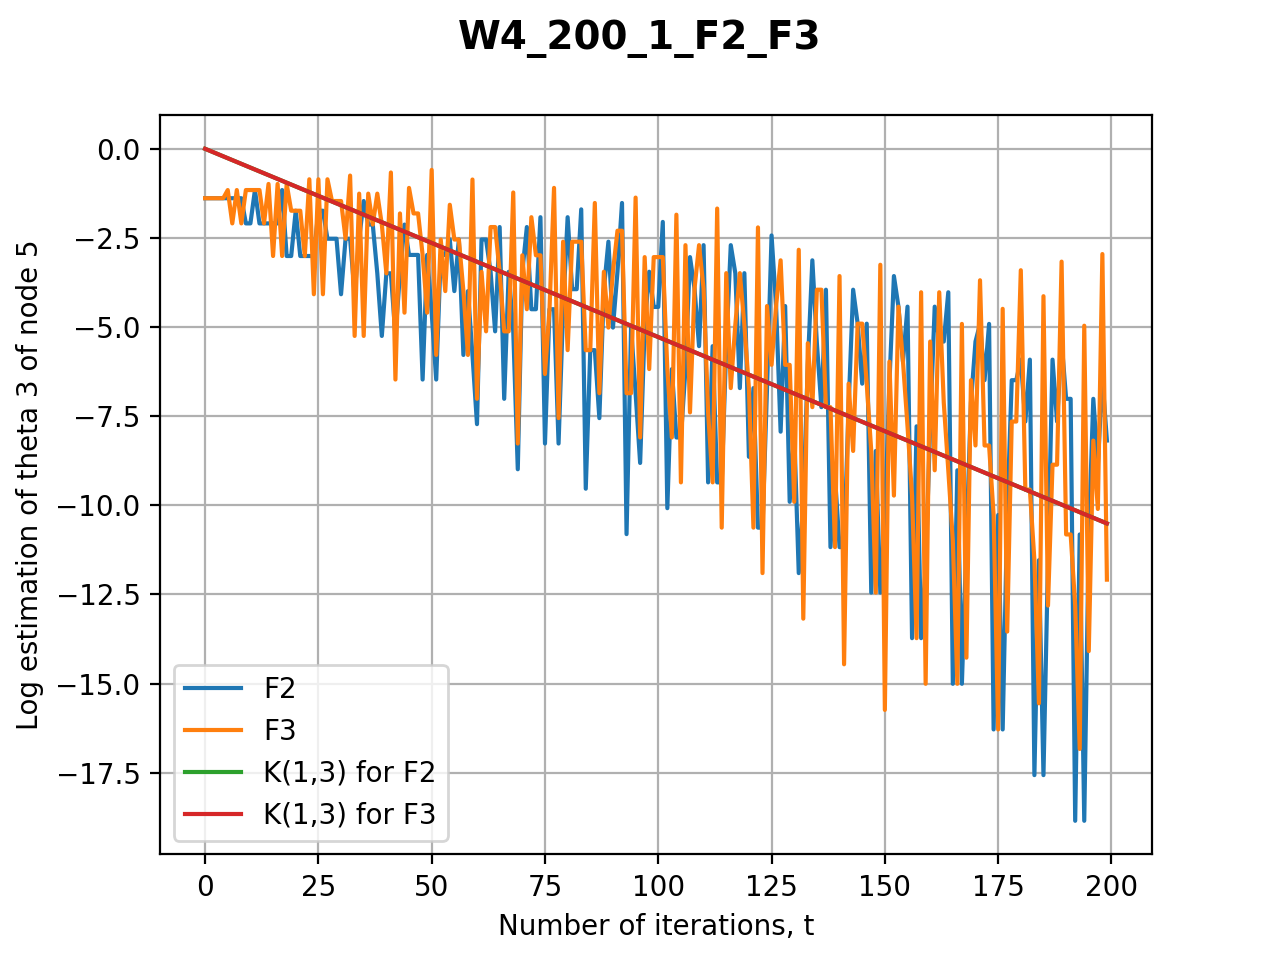 W4_200_1_F2_F3
Log estimation of theta 3 of node 5
0.0
−2.5
−5.0
−7.5
−10.0
−12.5
−15.0
−17.5
F2
F3
K(1,3) for F2
K(1,3) for F3
0 25 50 75 100 125 150 175 200
Number of iterations, t